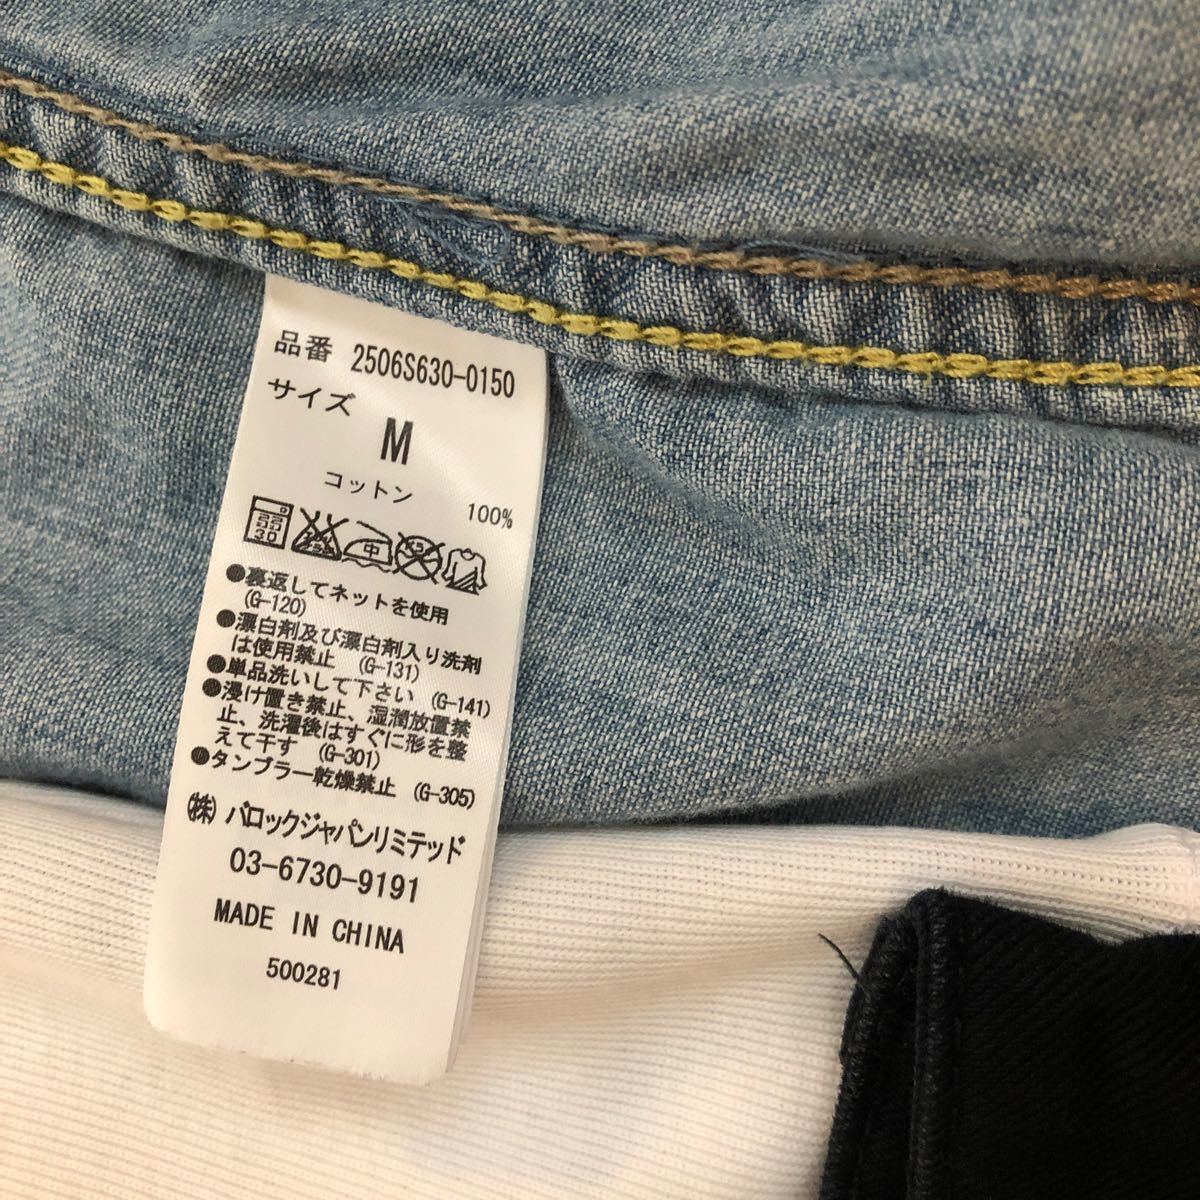 品番 2506S630-0150
サイズ
M
コットン 100%
中
●裏返してネットを使用
(G-120)
●漂白剤及び漂白剤入り洗剤
は使用禁止 (G-131)
●単品洗いして下さい (G-141)
●浸け置き禁止、湿潤放置禁
止、洗濯後はすぐに形を整
えて干す (G-301)
●タンブラー乾燥禁止 (G-305)
㈱ バロックジャパンリミテッド
03-6730-9191
MADE IN CHINA
500281